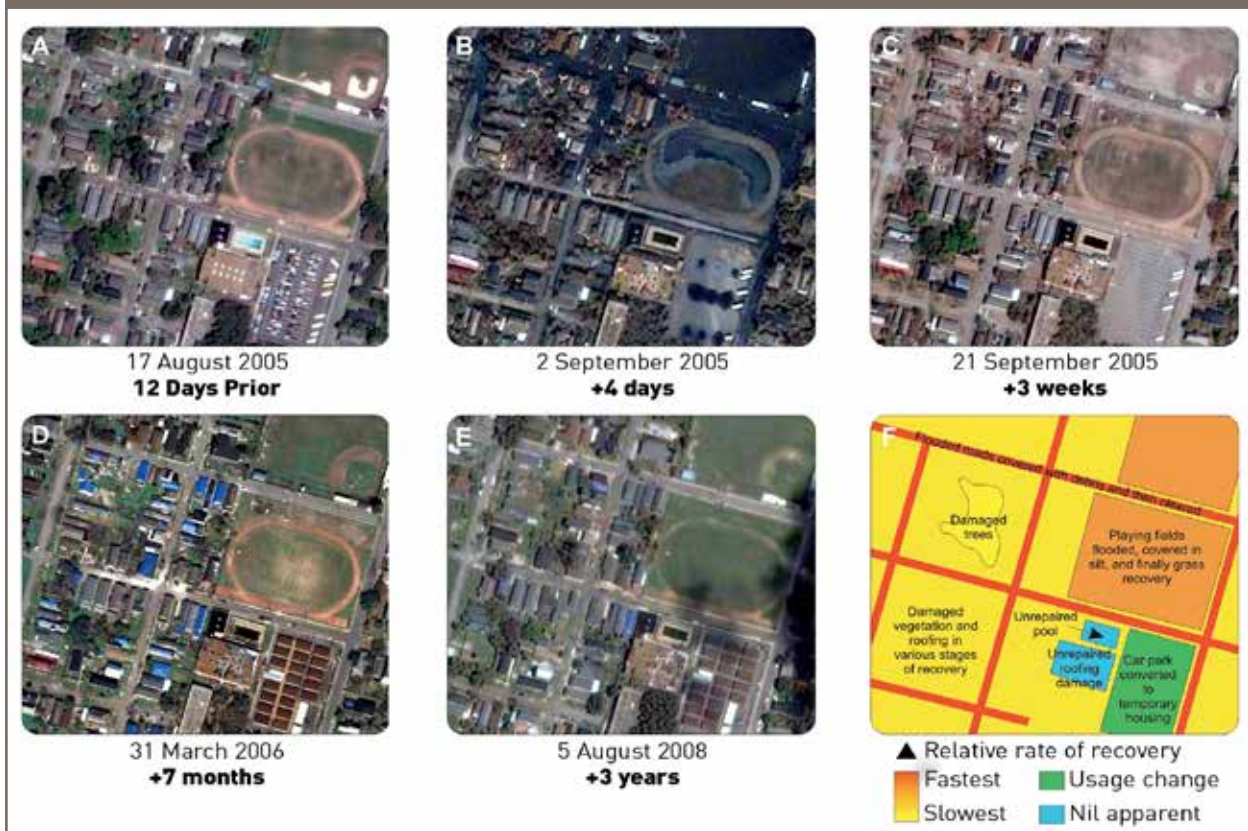 A
B
C
17 August 2005
12 Days Prior
2 September 2005
+4 days
21 September 2005
+3 weeks
D
E
F
31 March 2006
+7 months
5 August 2008
+3 years
Flooded roads covered with debris and then cleared
Damaged
trees
Playing fields
flooded, covered in
silt, and finally grass
recovery
Damaged
vegetation and
roofing in
various stages
of recovery
Unrepaired
pool
Unrepaired
roofing
damage
Car park
converted
to
temporary
housing
▲ Relative rate of recovery
Fastest
Slowest
Usage change
Nil apparent